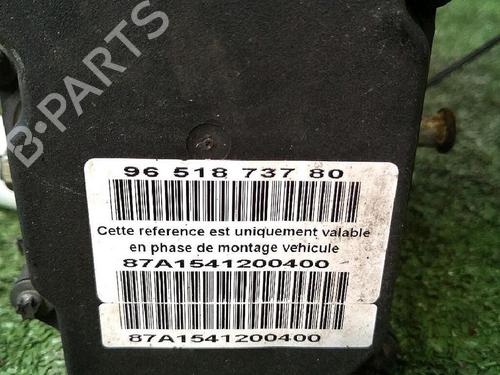 B-PARTS
96 518 737 80
Cette reference est uniquement valable
en phase de montage vehicule
87A1541200400
87A1541200400